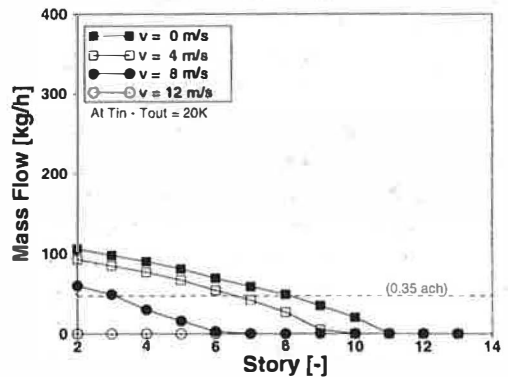 400
300
200
100
0
Mass Flow [kg/h]
v = 0 m/s
v = 4 m/s
v = 8 m/s
v = 12 m/s
At Tin - Tout = 20K
(0.35 ach)
2 4 6 8 10 12 14
Story [-]